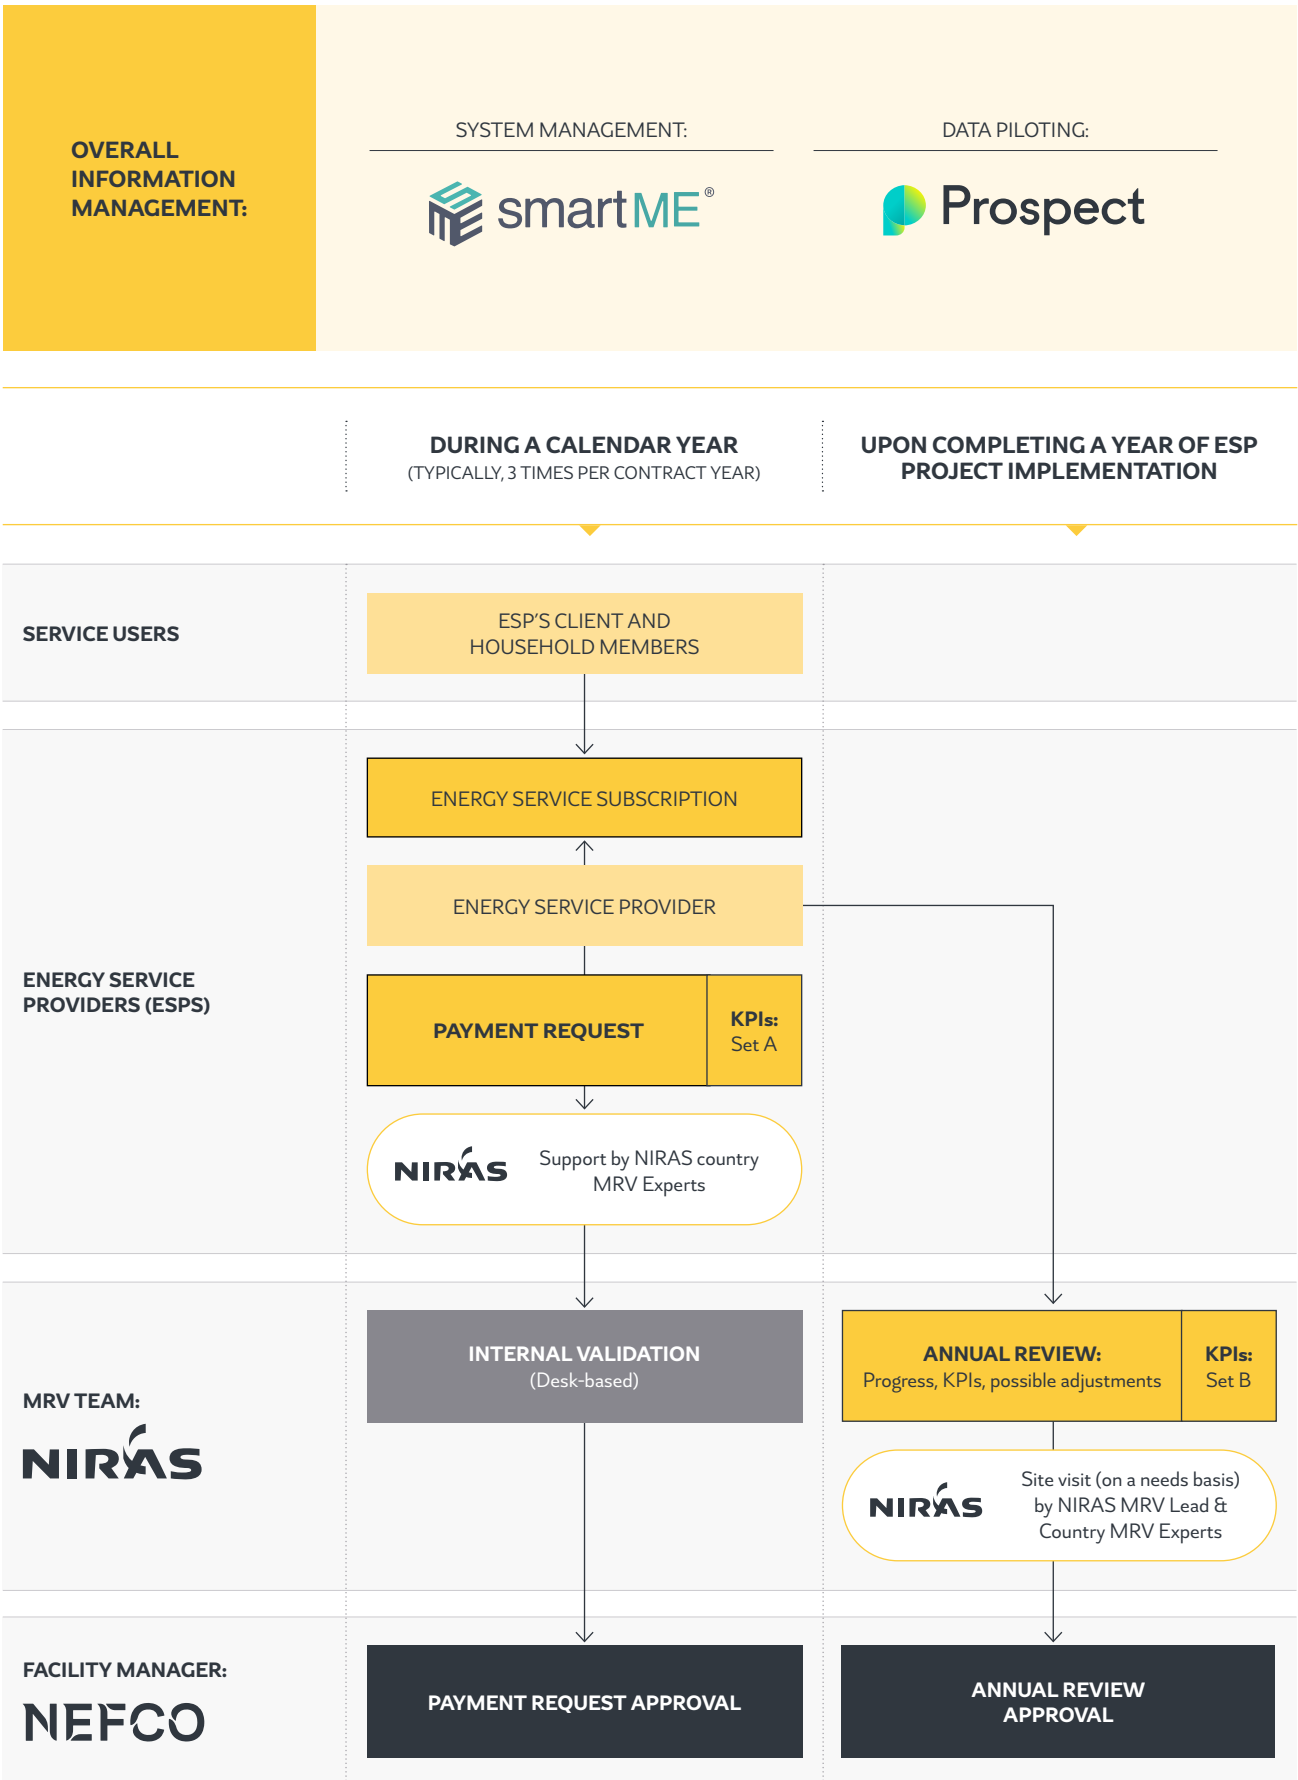 OVERALL
INFORMATION
MANAGEMENT:
SYSTEM MANAGEMENT:
smartME®
DATA PILOTING:
Prospect
DURING A CALENDAR YEAR
(TYPICALLY, 3 TIMES PER CONTRACT YEAR)
UPON COMPLETING A YEAR OF ESP
PROJECT IMPLEMENTATION
SERVICE USERS
ESP'S CLIENT AND
HOUSEHOLD MEMBERS
ENERGY SERVICE
PROVIDERS (ESPS)
ENERGY SERVICE SUBSCRIPTION
ENERGY SERVICE PROVIDER
PAYMENT REQUEST
KPIs:
Set A
NIRAS
Support by NIRAS country
MRV Experts
MRV TEAM:
NIRAS
INTERNAL VALIDATION
(Desk-based)
ANNUAL REVIEW:
Progress, KPIs, possible adjustments
KPIs:
Set B
NIRAS
Site visit (on a needs basis)
by NIRAS MRV Lead &
Country MRV Experts
FACILITY MANAGER:
NEFCO
PAYMENT REQUEST APPROVAL
ANNUAL REVIEW
APPROVAL